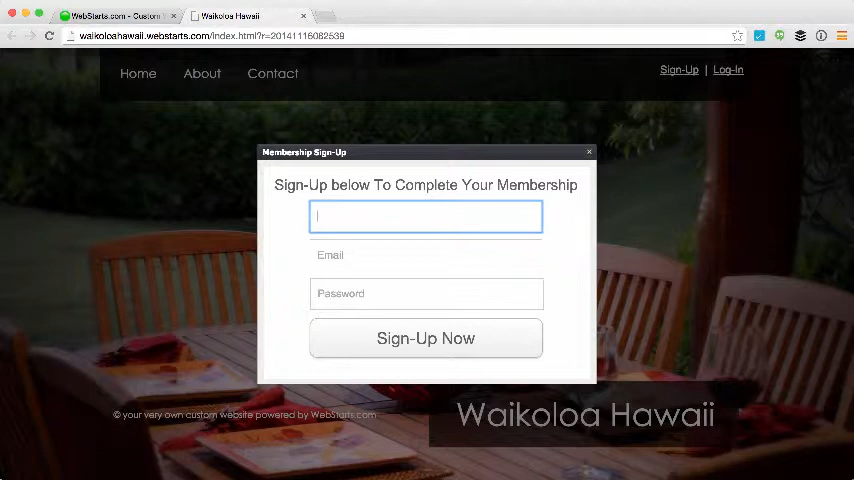 WebStarts.com - Custom
Waikoloa Hawaii
waikoloahawaii.webstarts.com/index.html?r=20141116082539
Home About Contact
Sign-Up | Log-In
Membership Sign-Up
Sign-Up below To Complete Your Membership
Email
Password
Sign-Up Now
© your very own custom website powered by WebStarts.com
Waikoloa Hawaii